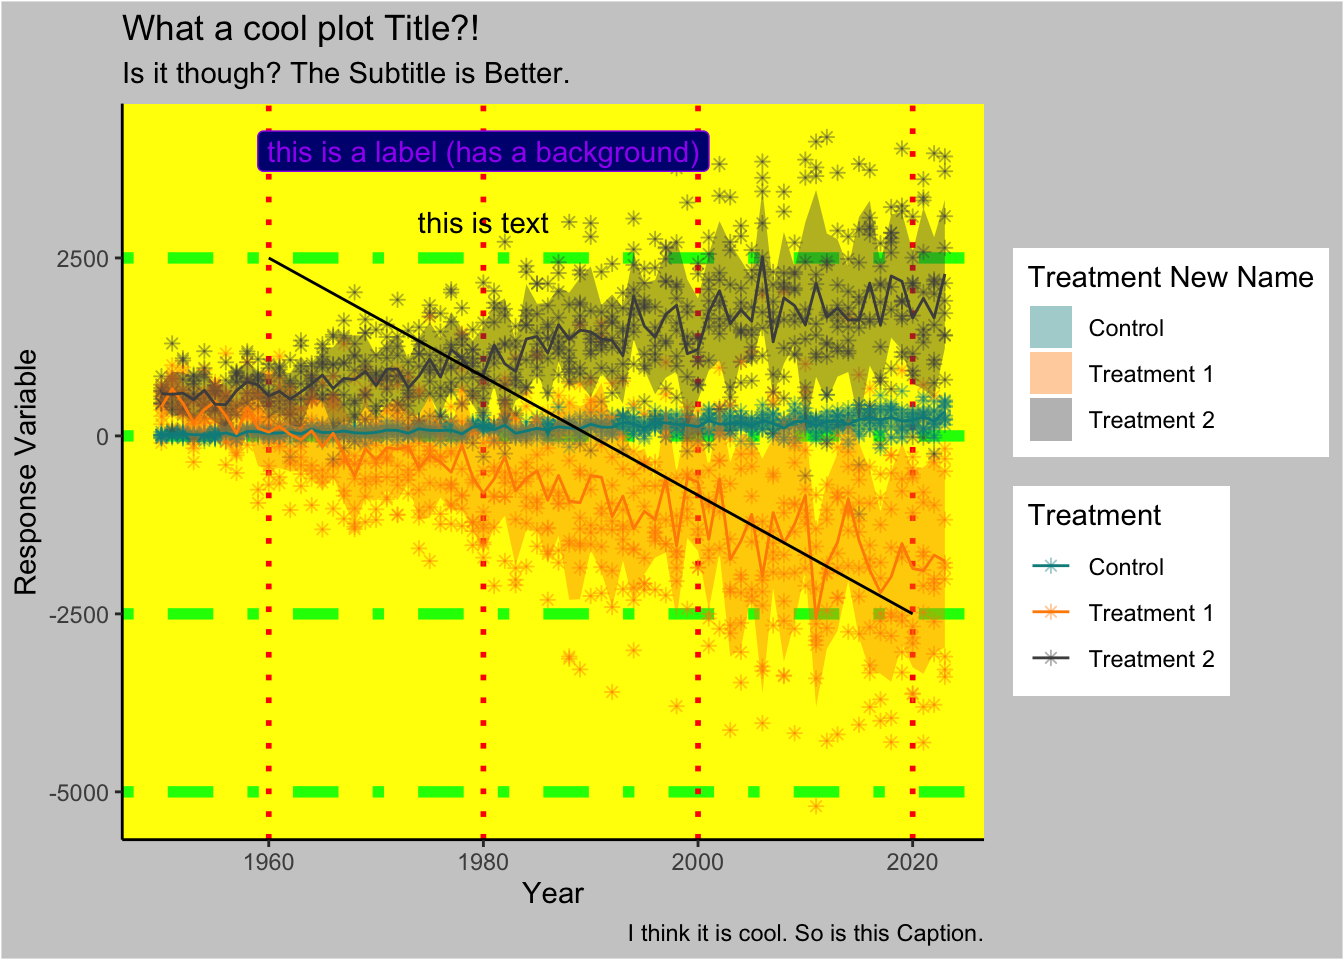 What a cool plot Title?!
Is it though? The Subtitle is Better.
this is a label (has a background)
this is text
2500
0
-2500
-5000
Response Variable
1960 1980 2000 2020
Year
I think it is cool. So is this Caption.
Treatment New Name
Control
Treatment 1
Treatment 2
Treatment
Control
Treatment 1
Treatment 2